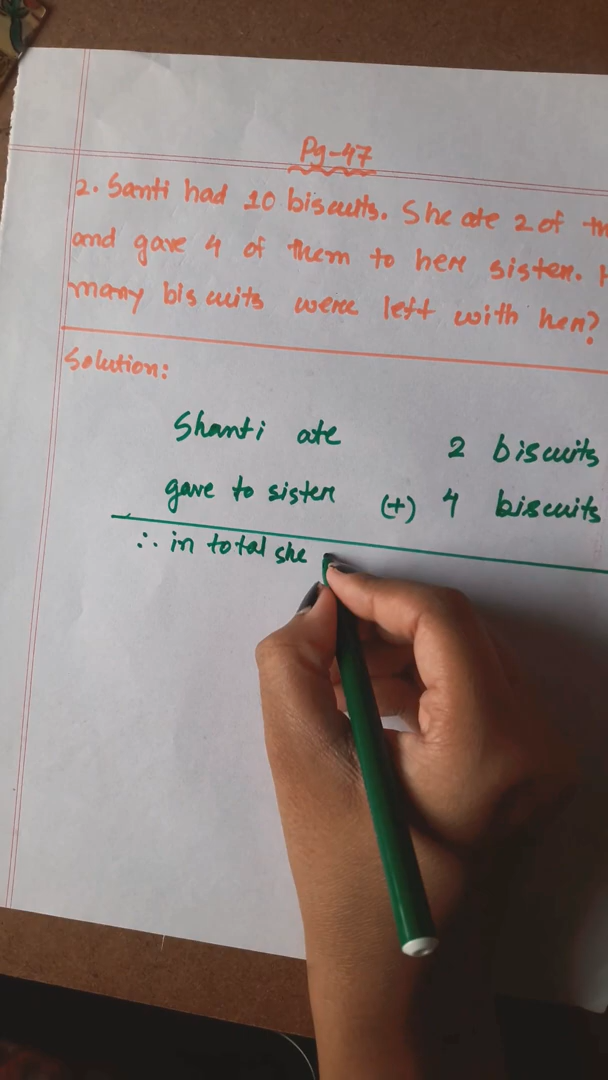 Pg-47
2. Santi had 10 biscuits. She ate 2 of
and gave 4 of them to her sister.
many biscuits were left with her?
Solution:
Shanti ate 2 biscuits
gave to sister (+) 4 biscuits
∴ in total she